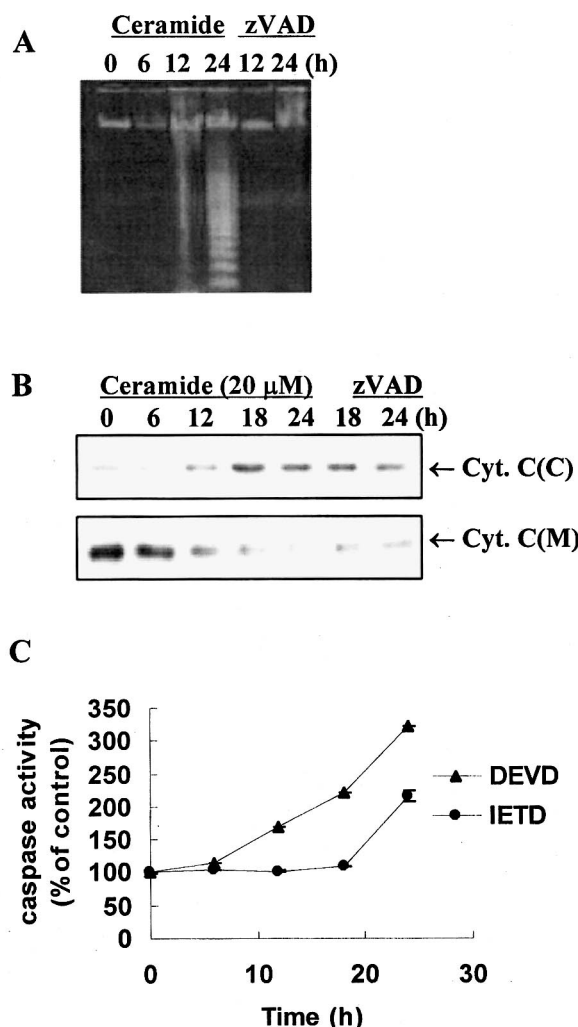 A
Ceramide zVAD
0 6 12 24 12 24 (h)
B
Ceramide (20 μM) zVAD
0 6 12 18 24 18 24 (h)
← Cyt. C(C)
← Cyt. C(M)
C
350
300
250
200
150
100
50
0
caspase activity
(% of control)
DEVD
IETD
0 10 20 30
Time (h)